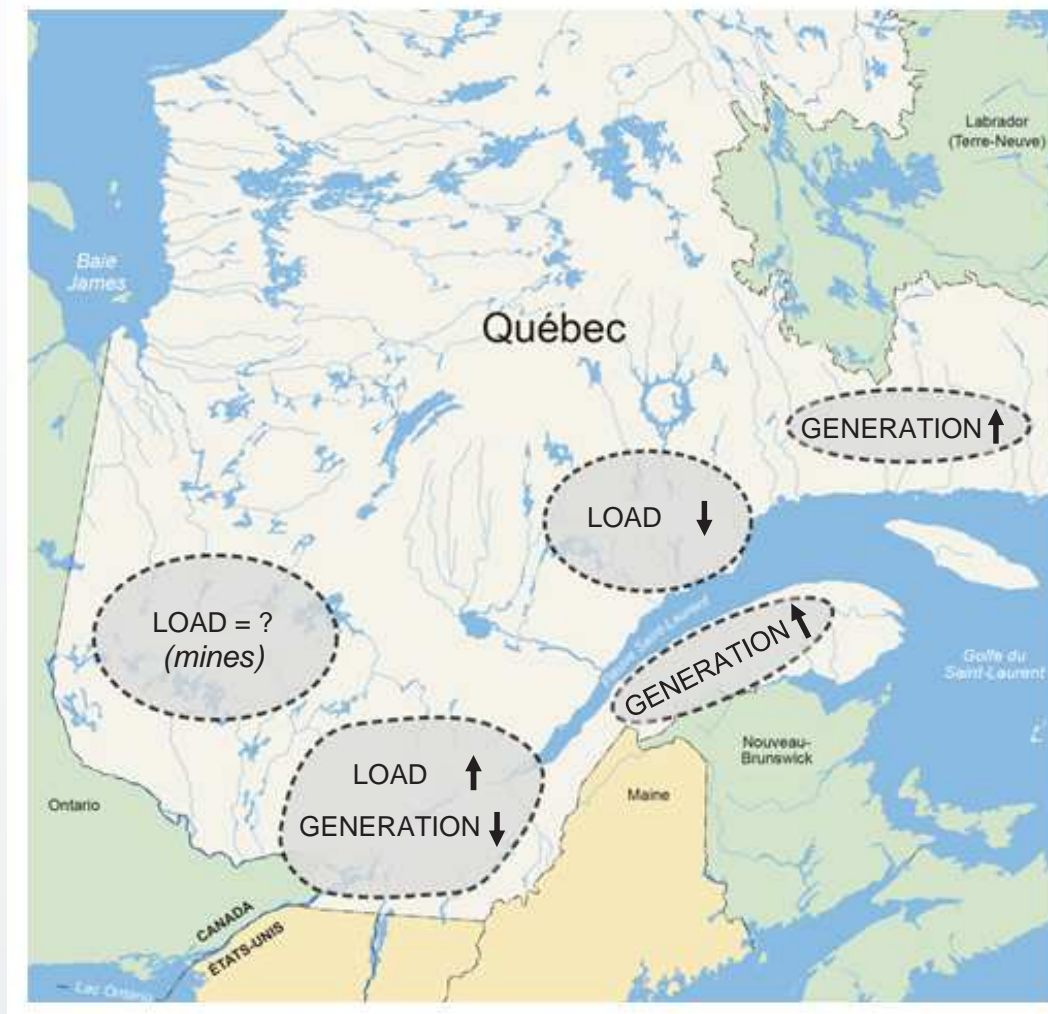 Labrador
(Terre-Neuve)
Baie
James
Québec
GENERATION
LOAD
LOAD = ?
(mines)
Fleuve Saint-Laurent
GENERATION
Golfe du
Saint-Laurent
LOAD
GENERATION
Nouveau-
Brunswick
Maine
Ontario
CANADA
ÉTATS-UNIS
Lac Ontario